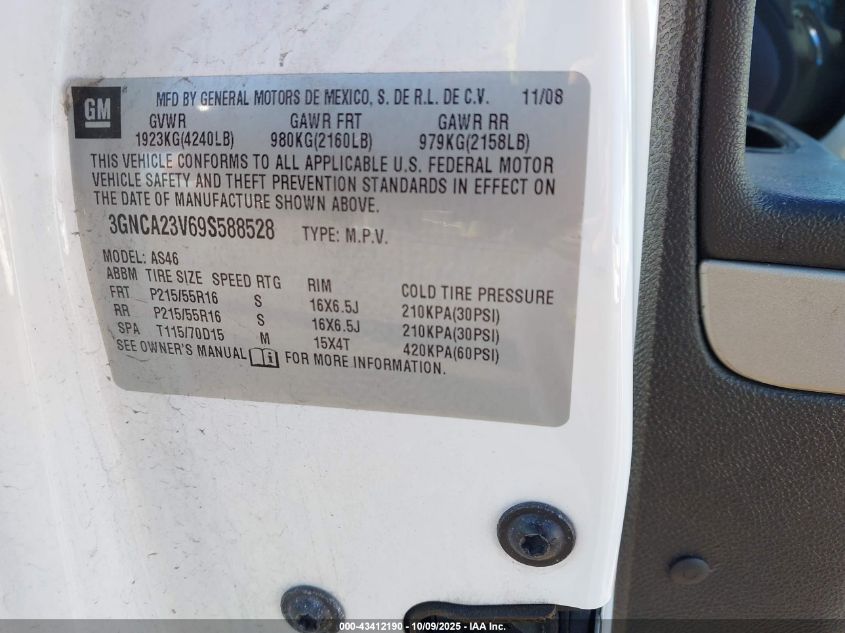 GM MFD BY GENERAL MOTORS DE MEXICO, S. DE R.L. DE C.V. 11/08
GVWR GAWR FRT GAWR RR
1923KG(4240LB) 980KG(2160LB) 979KG(2158LB)
THIS VEHICLE CONFORMS TO ALL APPLICABLE U.S. FEDERAL MOTOR
VEHICLE SAFETY AND THEFT PREVENTION STANDARDS IN EFFECT ON
THE DATE OF MANUFACTURE SHOWN ABOVE.
3GNCA23V69S588528 TYPE: M.P.V.
MODEL: AS46
ABBM TIRE SIZE SPEED RTG RIM COLD TIRE PRESSURE
FRT P215/55R16 S 16X6.5J 210KPA(30PSI)
RR P215/55R16 S 16X6.5J 210KPA(30PSI)
SPA T115/70D15 M 15X4T 420KPA(60PSI)
SEE OWNER'S MANUAL FOR MORE INFORMATION.
000-43412190 - 10/09/2025 - IAA Inc.